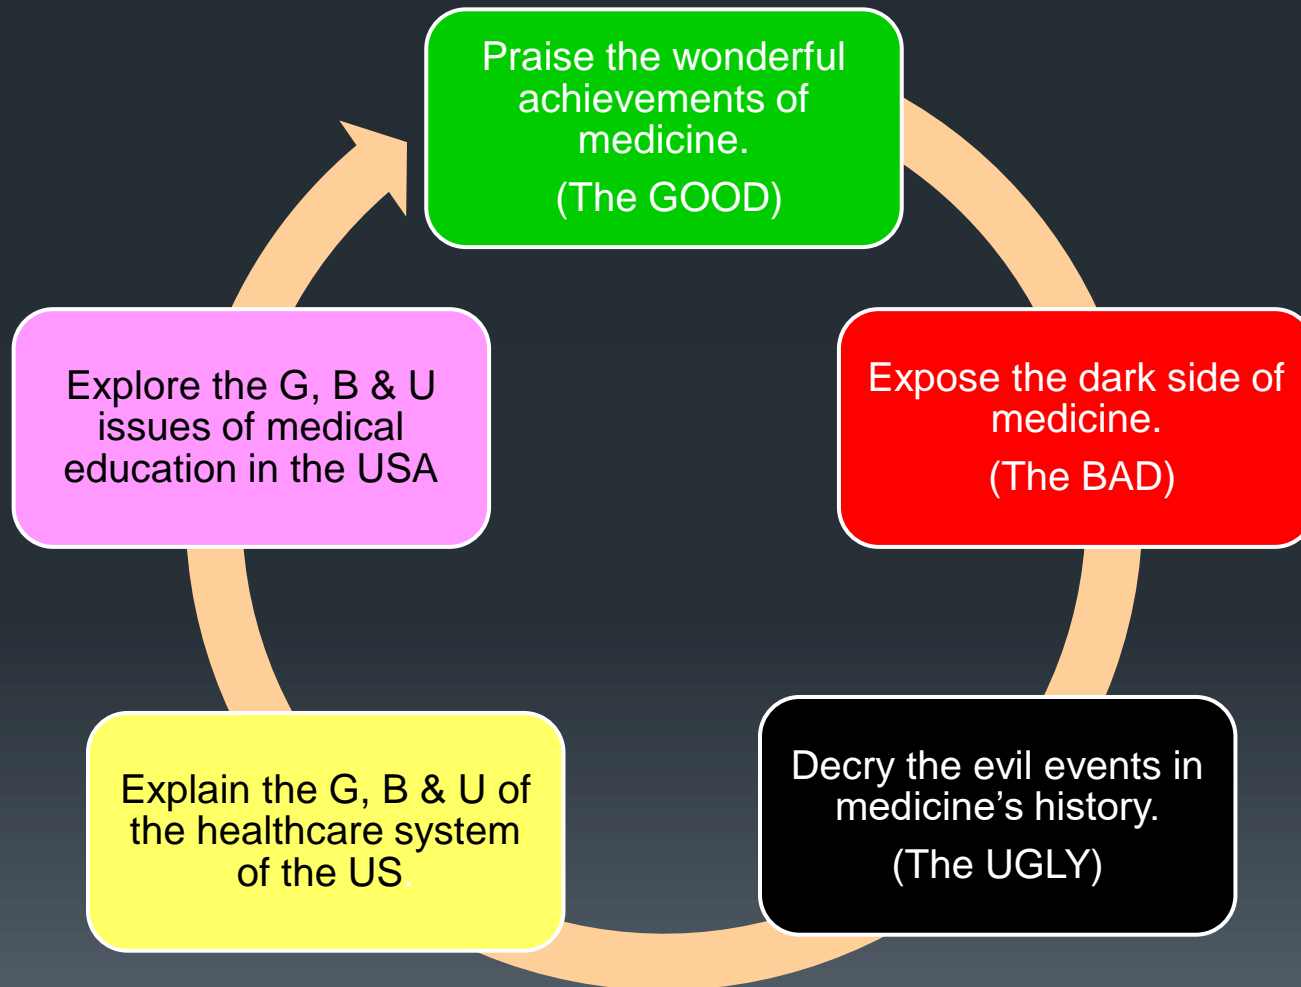 Praise the wonderful
achievements of
medicine.
(The GOOD)
Expose the dark side of
medicine.
(The BAD)
Decry the evil events in
medicine’s history.
(The UGLY)
Explain the G, B & U of
the healthcare system
of the US.
Explore the G, B & U
issues of medical
education in the USA